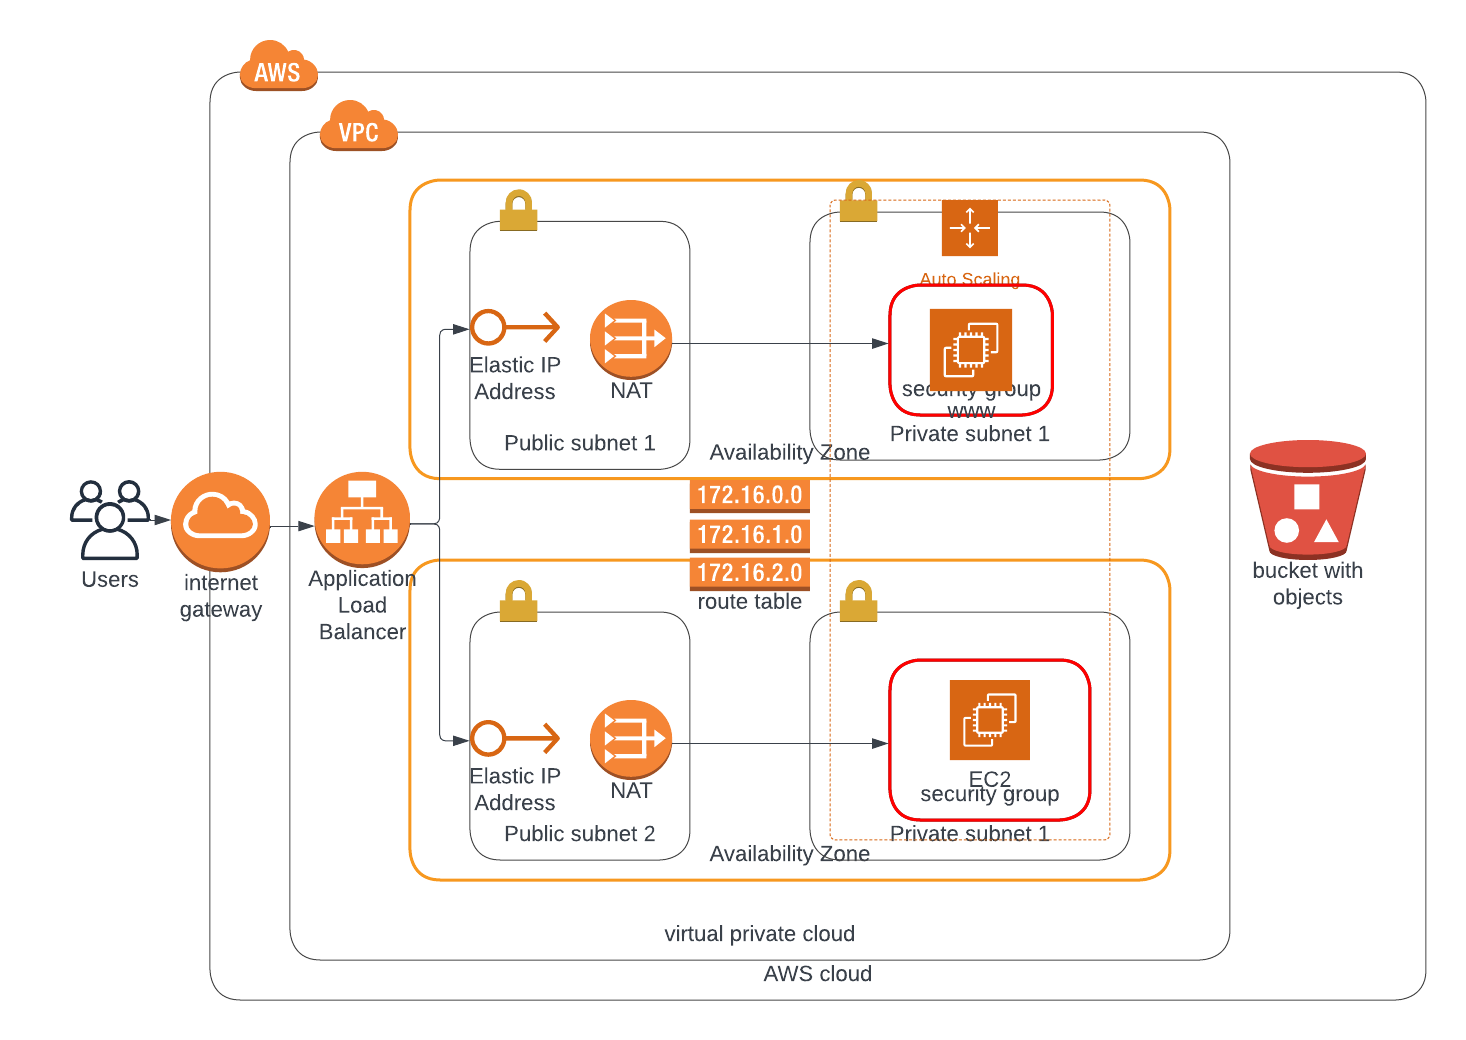 AWS
VPC
Auto Scaling
Elastic IP
Address
NAT
security group
www
Private subnet 1
Public subnet 1
Availability Zone
172.16.0.0
172.16.1.0
172.16.2.0
route table
Users
internet
gateway
Application
Load
Balancer
bucket with
objects
Elastic IP
Address
NAT
EC2
security group
Public subnet 2
Private subnet 1
Availability Zone
virtual private cloud
AWS cloud